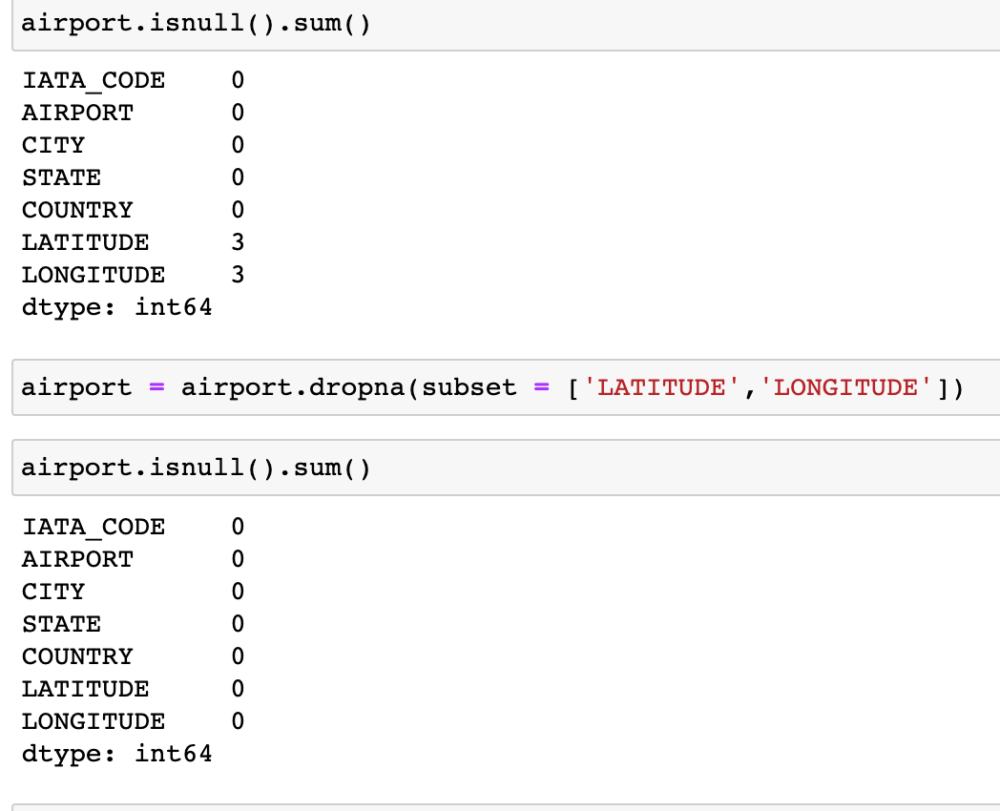 airport.isnull().sum()
IATA_CODE    0
AIRPORT      0
CITY         0
STATE        0
COUNTRY      0
LATITUDE     3
LONGITUDE    3
dtype: int64
airport = airport.dropna(subset = ['LATITUDE','LONGITUDE'])
airport.isnull().sum()
IATA_CODE    0
AIRPORT      0
CITY         0
STATE        0
COUNTRY      0
LATITUDE     0
LONGITUDE    0
dtype: int64